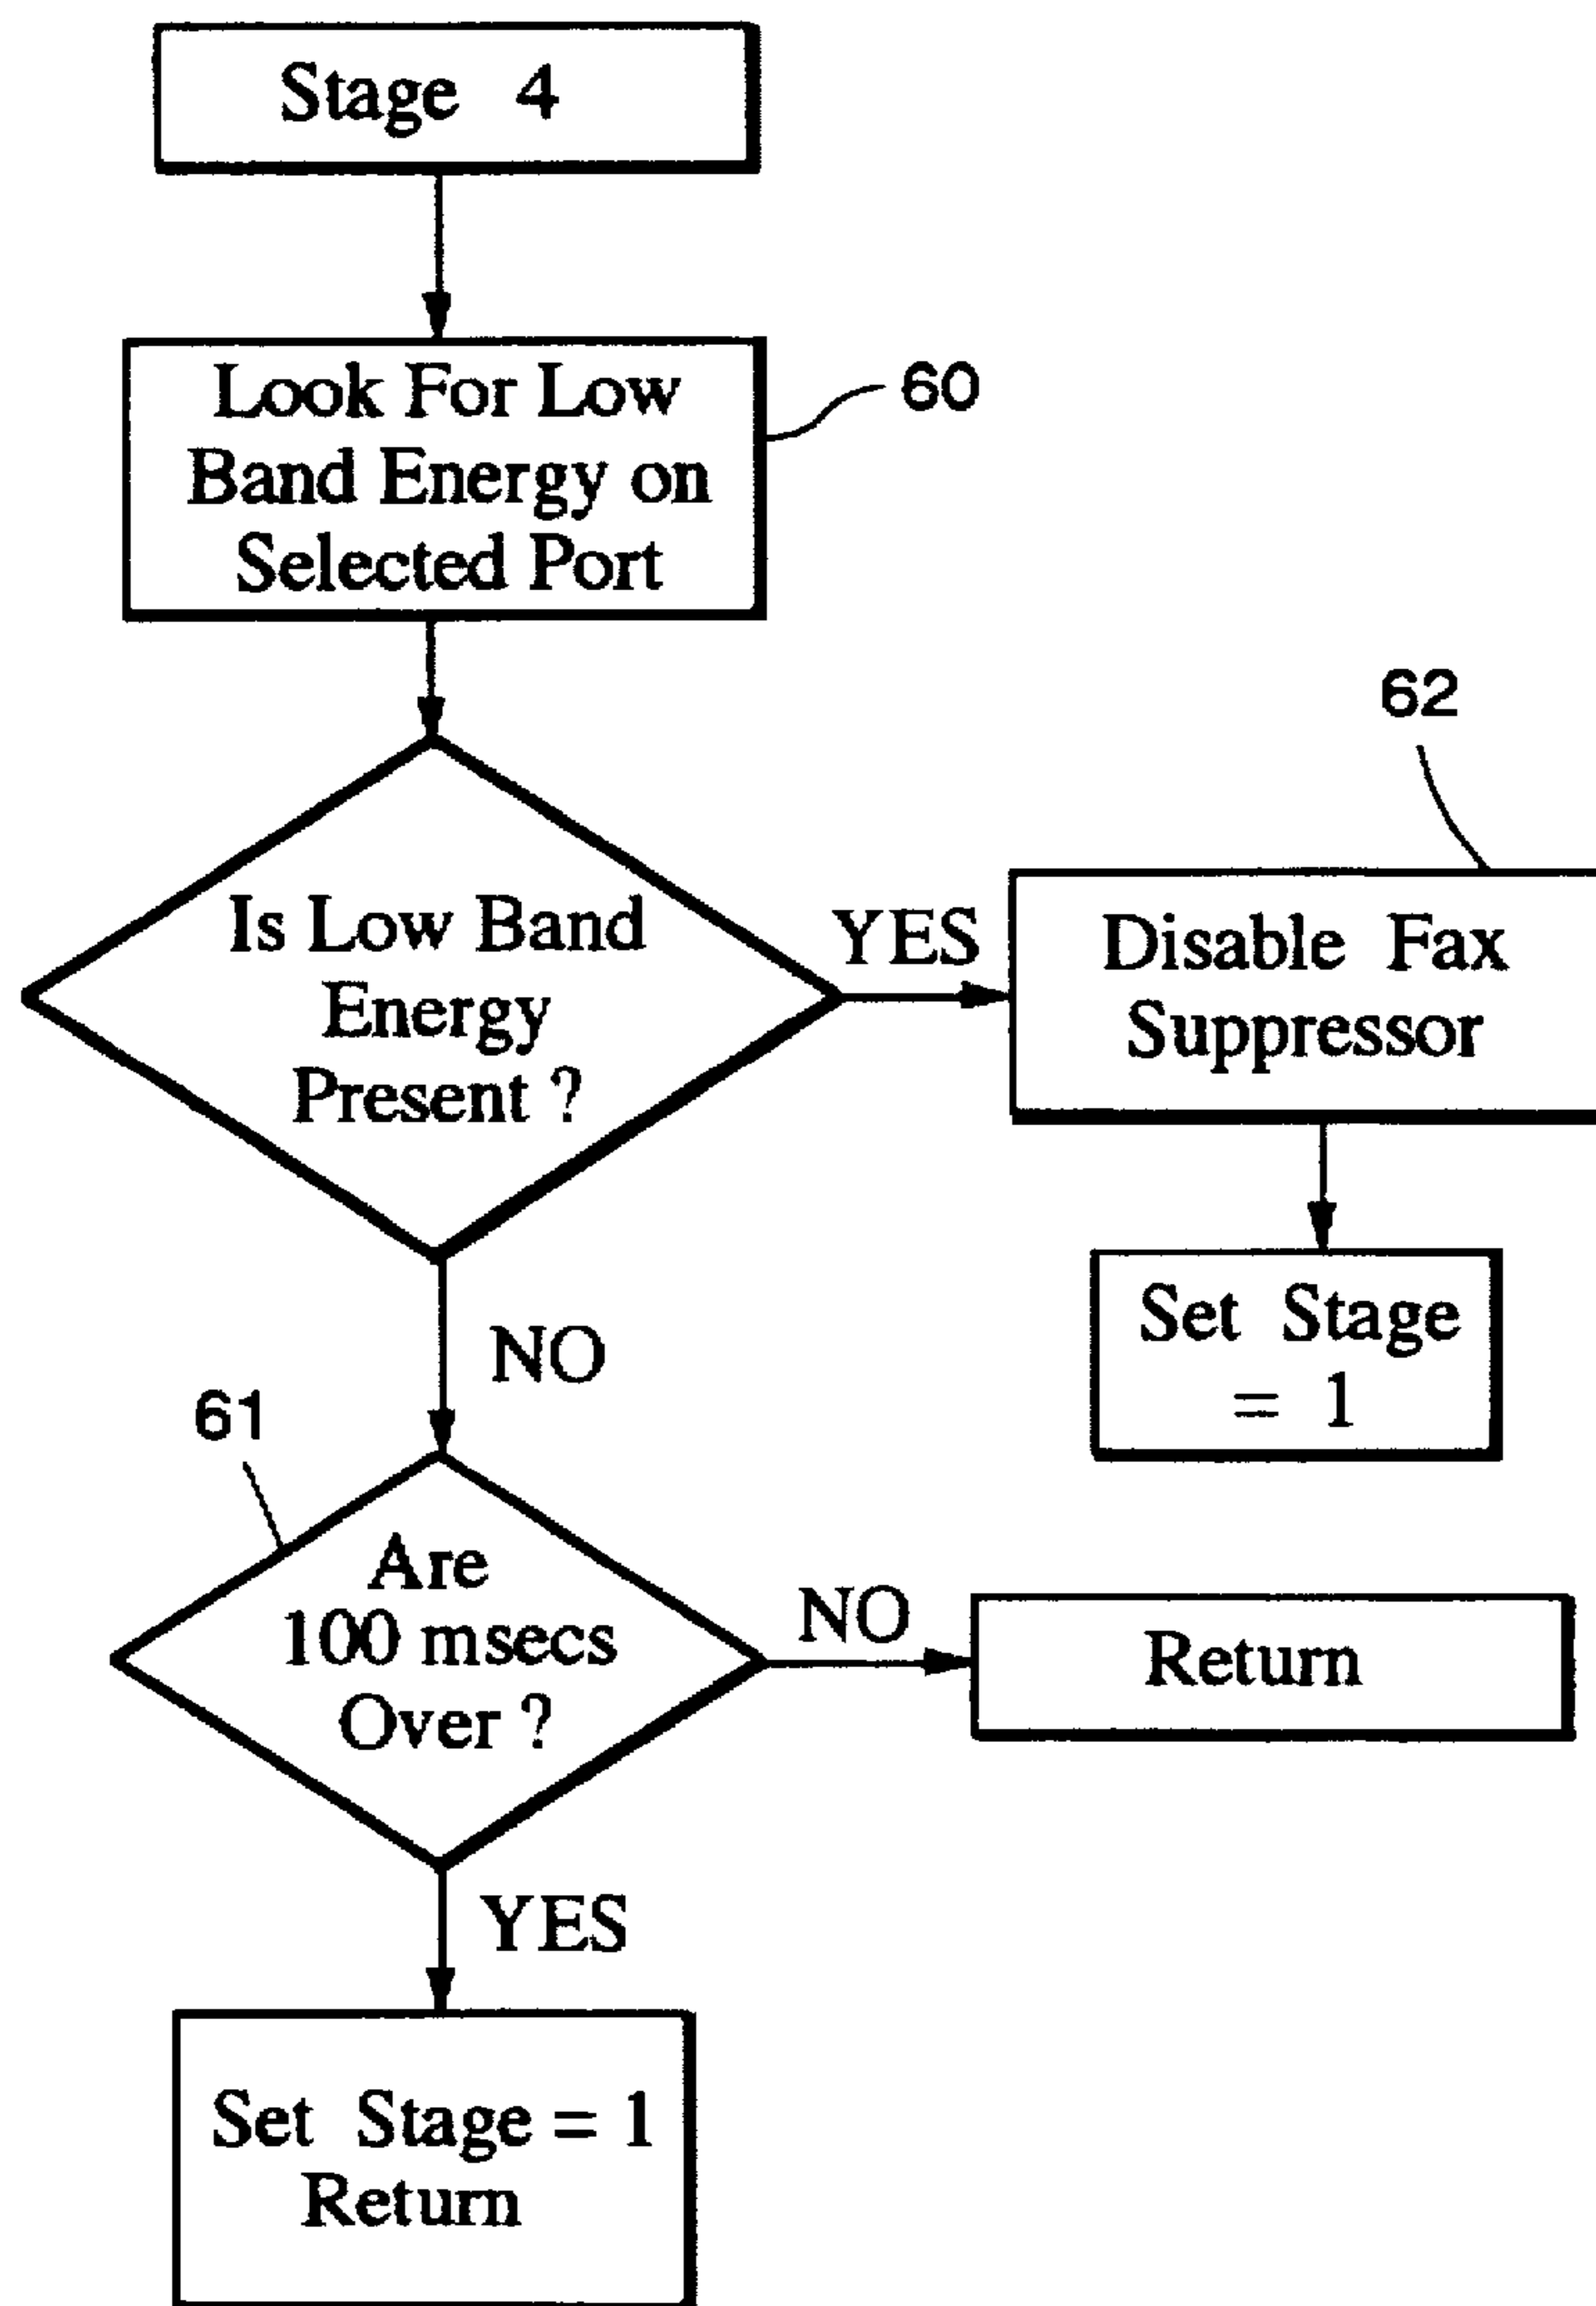 Stage 4
Look For Low
Band Energy on
Selected Port
60
62
Is Low Band
Energy
Present ?
YES
Disable Fax
Suppressor
Set Stage
= 1
NO
61
Are
100 msecs
Over ?
NO
Return
YES
Set Stage = 1
Return